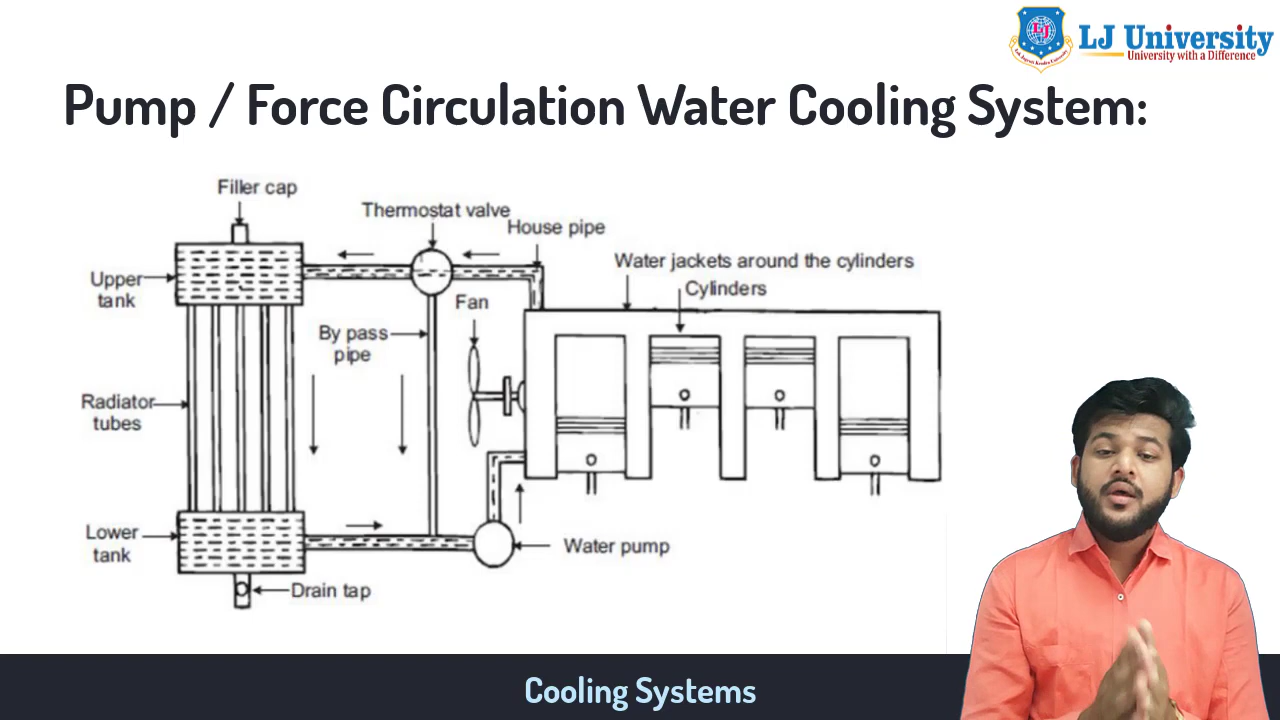 LJ University
University with a Difference
Pump / Force Circulation Water Cooling System:
Filler cap
Thermostat valve
House pipe
Water jackets around the cylinders
Cylinders
Upper
tank
Fan
By pass
pipe
Radiator
tubes
Lower
tank
Water pump
Drain tap
Cooling Systems